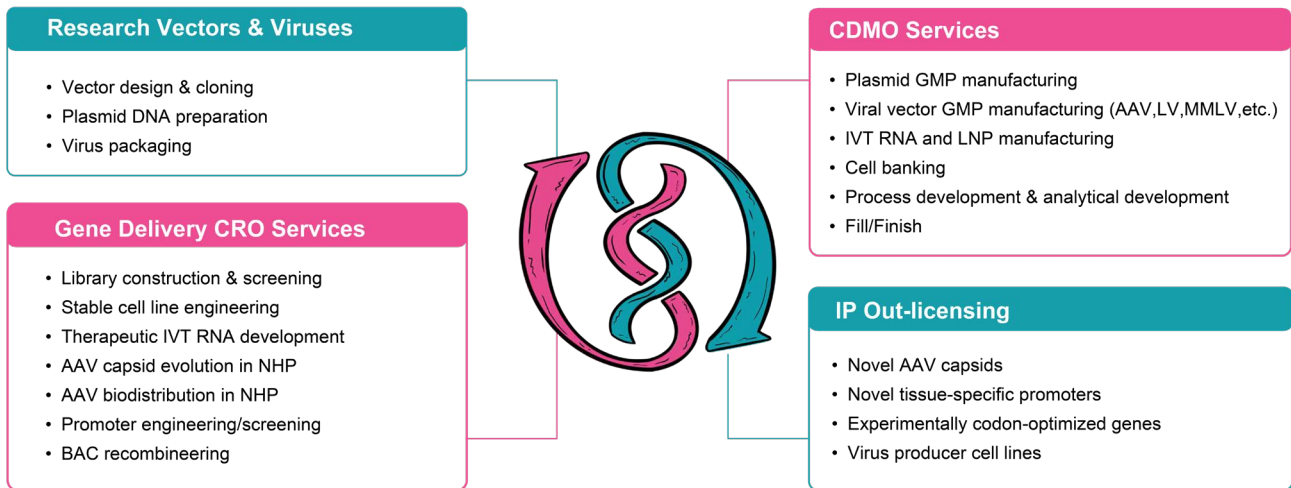 Research Vectors & Viruses
• Vector design & cloning
• Plasmid DNA preparation
• Virus packaging
Gene Delivery CRO Services
• Library construction & screening
• Stable cell line engineering
• Therapeutic IVT RNA development
• AAV capsid evolution in NHP
• AAV biodistribution in NHP
• Promoter engineering/screening
• BAC recombineering
CDMO Services
• Plasmid GMP manufacturing
• Viral vector GMP manufacturing (AAV,LV,MMLV,etc.)
• IVT RNA and LNP manufacturing
• Cell banking
• Process development & analytical development
• Fill/Finish
IP Out-licensing
• Novel AAV capsids
• Novel tissue-specific promoters
• Experimentally codon-optimized genes
• Virus producer cell lines